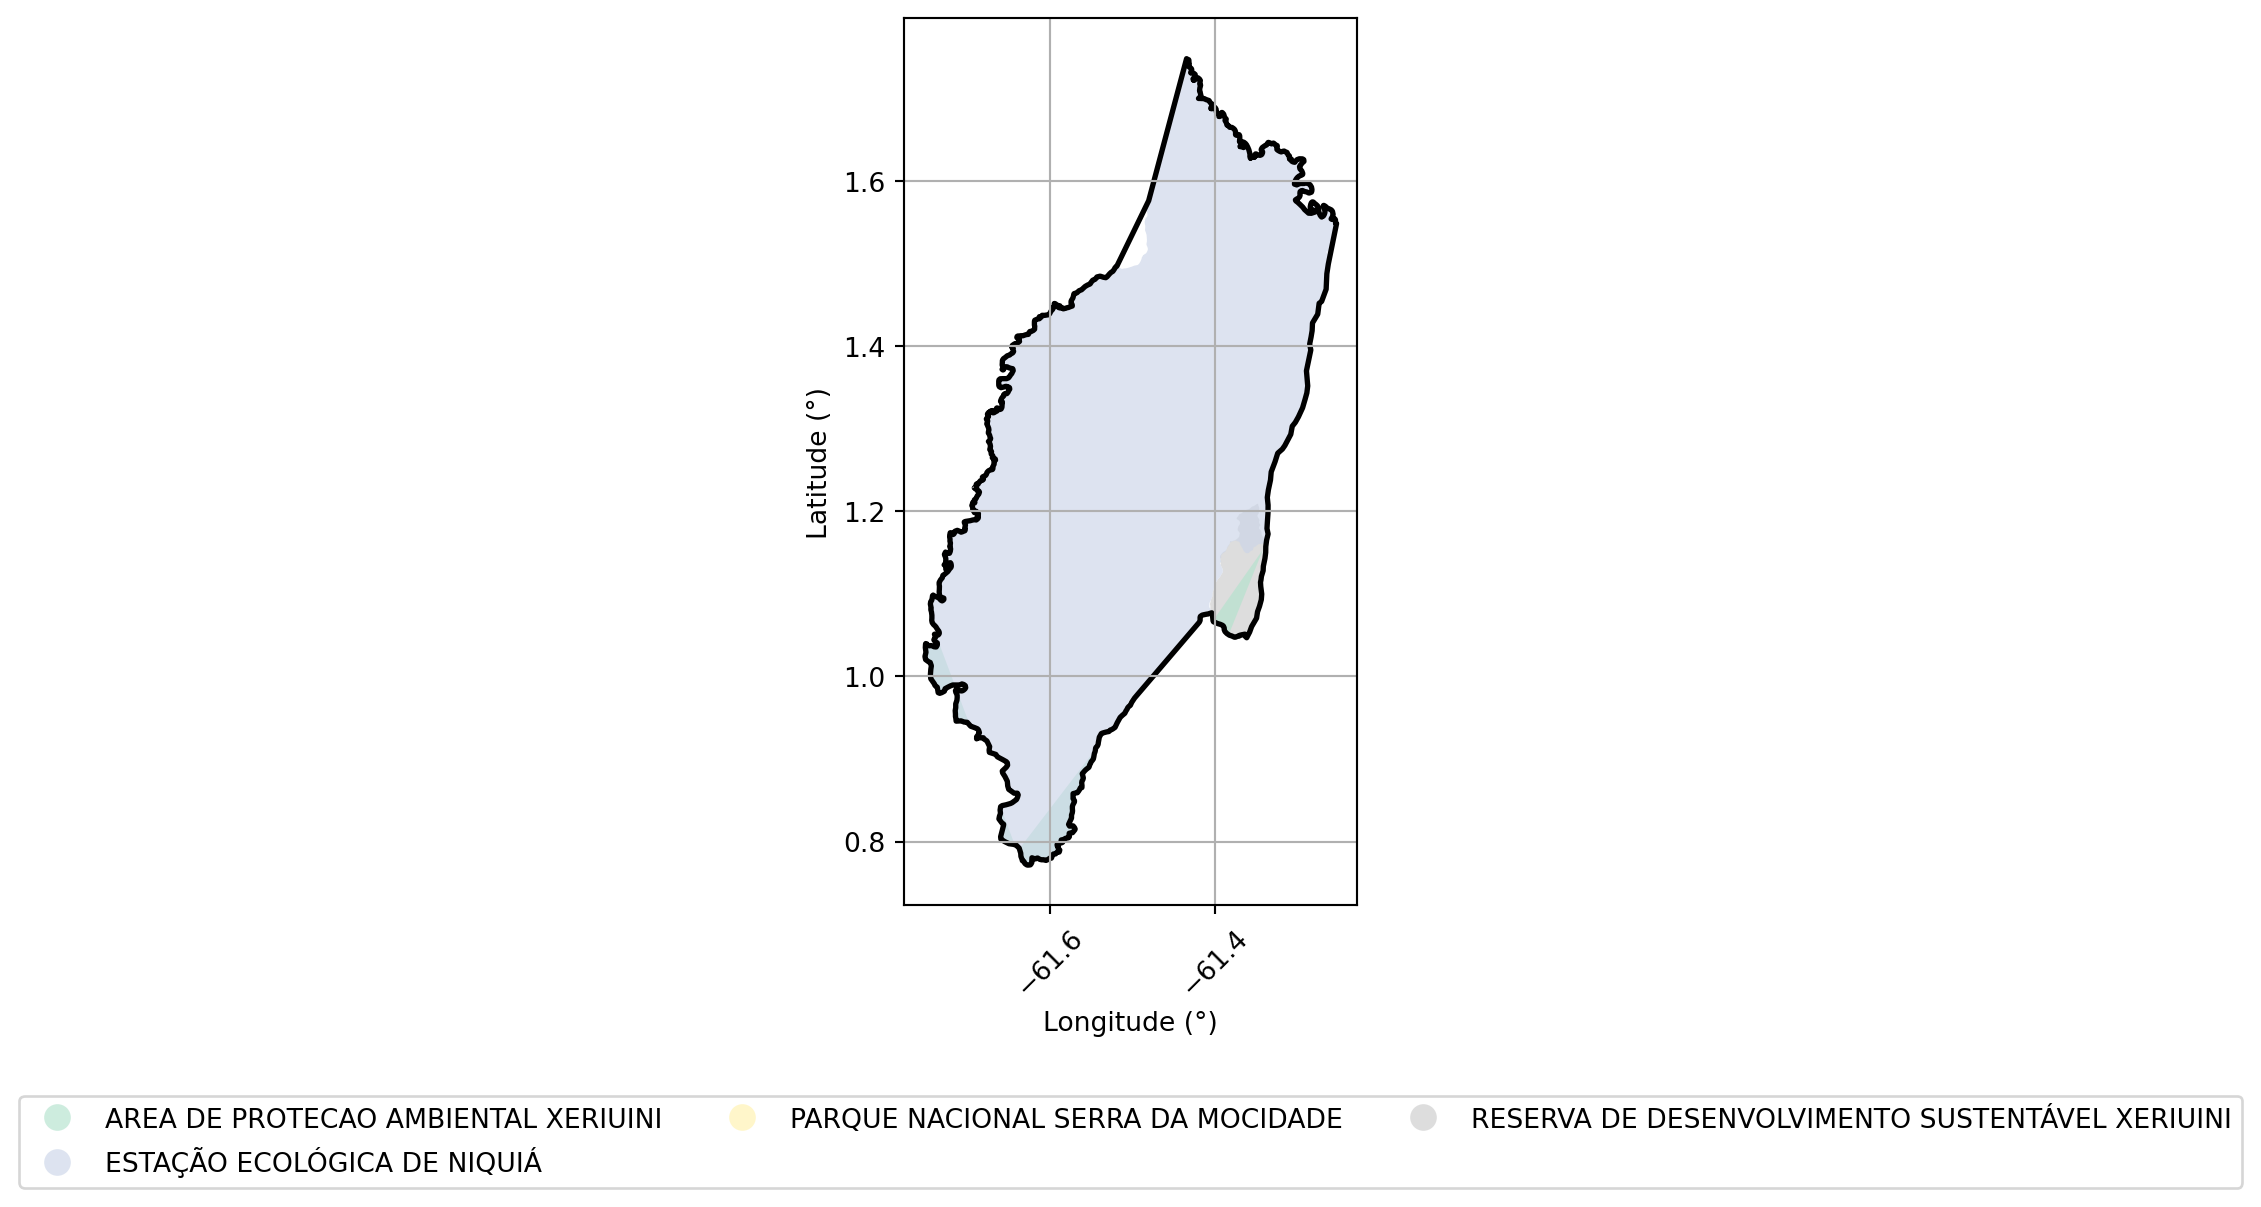 1.6
1.4
1.2
1.0
0.8
Latitude (°)
−61.6
−61.4
Longitude (°)
AREA DE PROTECAO AMBIENTAL XERIUINI
ESTAÇÃO ECOLÓGICA DE NIQUIÁ
PARQUE NACIONAL SERRA DA MOCIDADE
RESERVA DE DESENVOLVIMENTO SUSTENTÁVEL XERIUINI